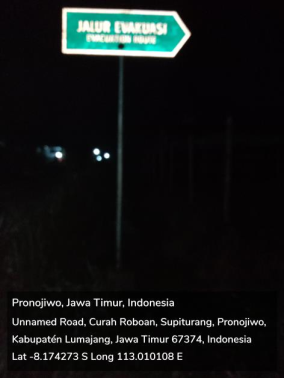 JALUR EVAKUASI
EVACUATION ROUTE
Pronojiwo, Jawa Timur, Indonesia
Unnamed Road, Curah Roboan, Supiturang, Pronojiwo,
Kabupatén Lumajang, Jawa Timur 67374, Indonesia
Lat -8.174273 S Long 113.010108 E